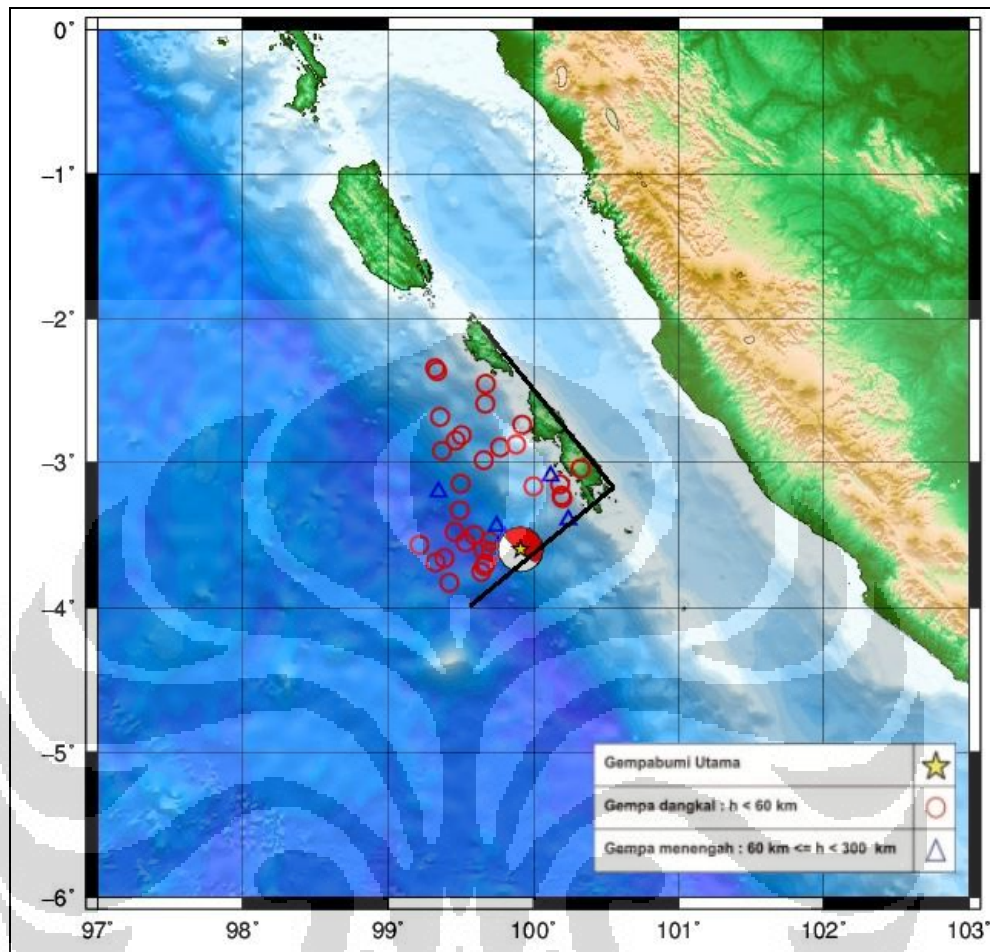 0°
−1°
−2°
−3°
−4°
−5°
−6°
97° 98° 99° 100° 101° 102° 103°
Gempabumi Utama
Gempa dangkal : h < 60 km
Gempa menengah : 60 km <= h < 300 km